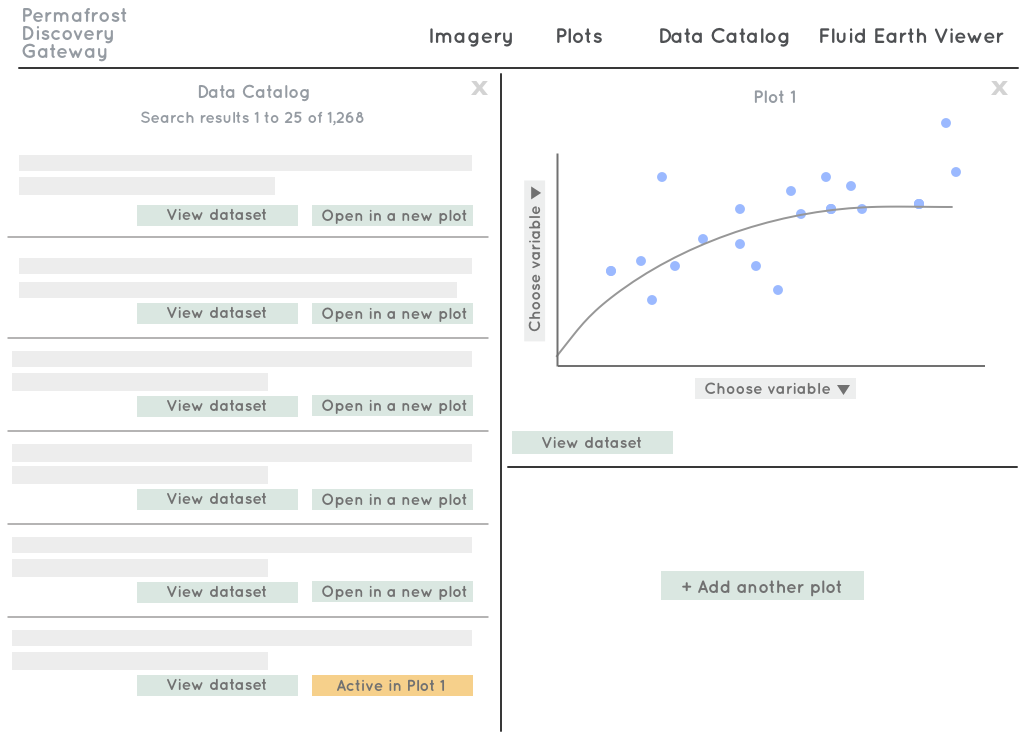 Permafrost
Discovery
Gateway
Imagery
Plots
Data Catalog
Fluid Earth Viewer
Data Catalog
X
Search results 1 to 25 of 1,268
View dataset
Open in a new plot
View dataset
Open in a new plot
View dataset
Open in a new plot
View dataset
Open in a new plot
View dataset
Open in a new plot
View dataset
Active in Plot 1
Plot 1
X
Choose variable
Choose variable
View dataset
+ Add another plot